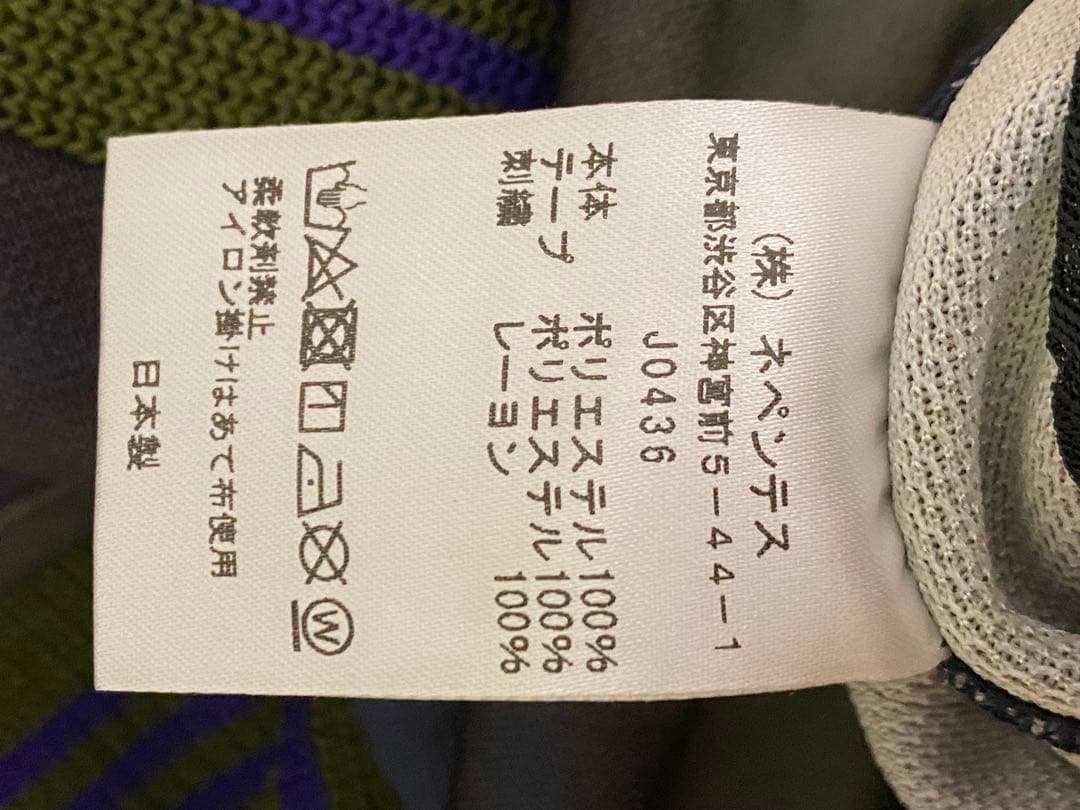 (株)ネペンテス
東京都渋谷区神宮前5-44-1
J0436
本体 ポリエステル100%
テープ ポリエステル100%
刺繍 レーヨン 100%
W
柔軟剤禁止
アイロン掛けはあて布使用
日本製